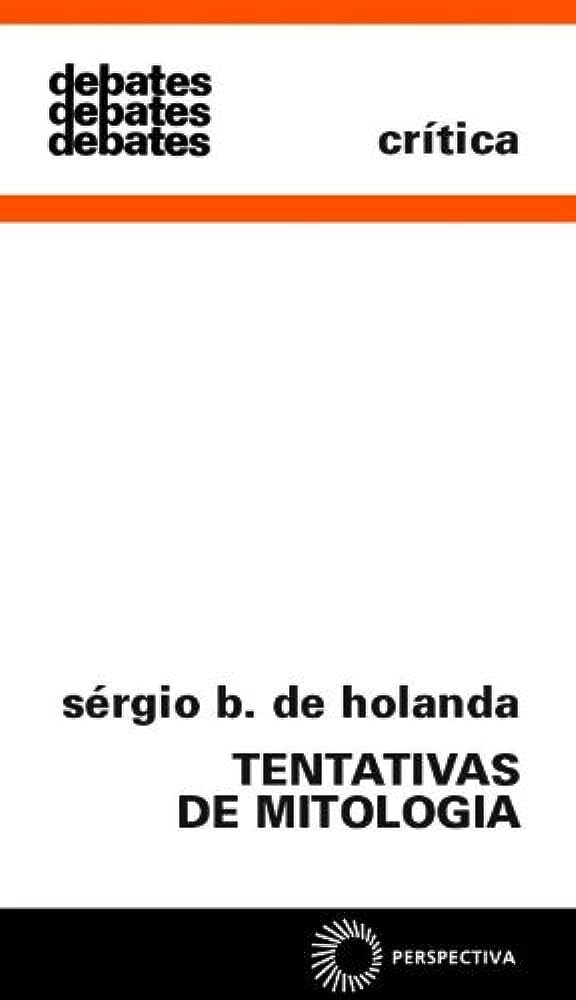 debates
debates
debates
crítica
sérgio b. de holanda
TENTATIVAS
DE MITOLOGIA
PERSPECTIVA